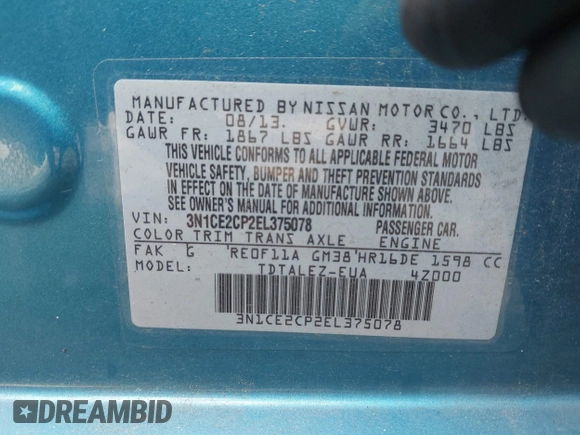 MANUFACTURED BY NISSAN MOTOR CO., LTD.
DATE: 08/13. GVWR: 3470 LBS
GAWR FR: 1867 LBS GAWR RR: 1664 LBS
THIS VEHICLE CONFORMS TO ALL APPLICABLE FEDERAL MOTOR
VEHICLE SAFETY, BUMPER AND THEFT PREVENTION STANDARDS
IN EFFECT ON THE DATE OF MANUFACTURE SHOWN ABOVE.
SEE OWNER'S MANUAL FOR ADDITIONAL INFORMATION.
VIN: 3N1CE2CP2EL375078 PASSENGER CAR.
COLOR TRIM TRANS AXLE ENGINE
FAK G RE0F11A GM38 HR16DE 1598 CC
MODEL: TDTALEZ-EUA 4Z000
3N1CE2CP2EL375078
DREAMBID